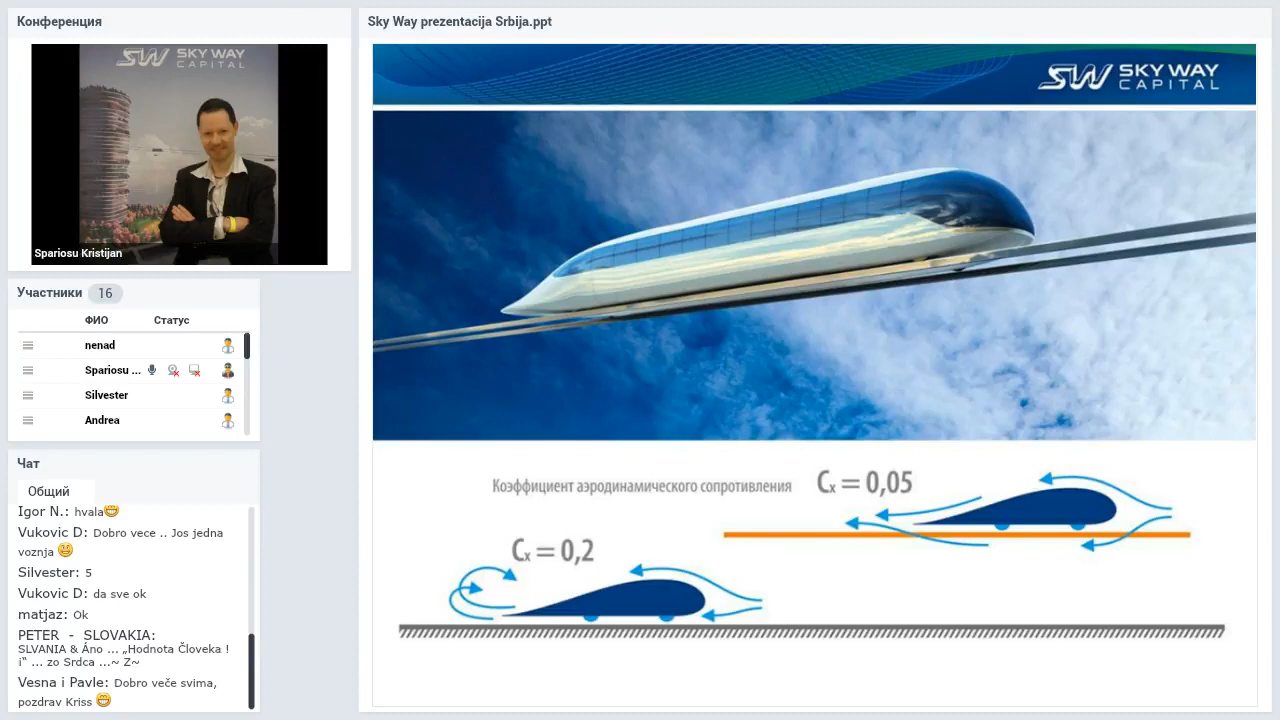 Конференция
SW SKY WAY
CAPITAL
Spariosu Kristijan
Участники 16
ФИО Статус
nenad
Spariosu ...
Silvester
Andrea
Чат
Общий
Igor N.: hvala
Vukovic D: Dobro vece .. Jos jedna
voznja
Silvester: 5
Vukovic D: da sve ok
matjaz: Ok
PETER - SLOVAKIA:
SLVANIA & Áno ... „Hodnota Človeka !
i“ ... zo Srdca ...~ Z~
Vesna i Pavle: Dobro veče svima,
pozdrav Kriss
Sky Way prezentacija Srbija.ppt
SW SKY WAY
CAPITAL
Коэффициент аэродинамического сопротивления
Cx = 0,05
Cx = 0,2